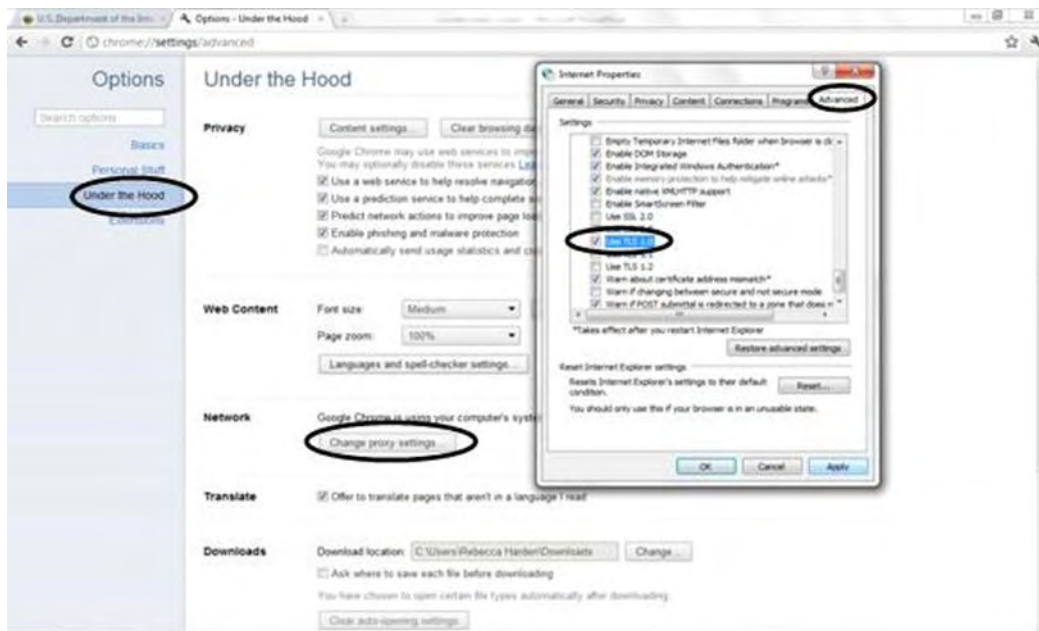 U.S. Department of the
Options - Under the Hood
chrome://settings/advanced
Options
Search options
Basics
Personal Stuff
Under the Hood
Extensions
Under the Hood
Privacy
Content settings...
Clear browsing
Google Chrome may use web services to
You may optionally disable these services
Use a web service to help resolve navigation
Use a prediction service to help complete
Predict network actions to improve page
Enable phishing and malware protection
Automatically send usage statistics and
Web Content
Font size:
Medium
Page zoom:
100%
Languages and spell-checker settings...
Network
Google Chrome is using your computer's
Change proxy settings...
Translate
Offer to translate pages that aren't in a language I read
Downloads
Download location:
C:\Users\Rebecca Harden\Downloads
Change...
Ask where to save each file before downloading
You have chosen to open certain file types automatically after downloading.
Clear auto-opening settings
Internet Properties
General
Security
Privacy
Content
Connections
Programs
Advanced
Settings
Empty Temporary Internet Files folder when browser is
Enable DOM Storage
Enable Integrated Windows Authentication*
Enable memory protection to help mitigate online attacks*
Enable native XMLHTTP support
Enable SmartScreen Filter
Use SSL 2.0
Use TLS 1.0
Use TLS 1.2
Warn about certificate address mismatch*
Warn if changing between secure and not secure mode
Warn if POST submittal is redirected to a zone that does
*Takes effect after you restart Internet Explorer
Restore advanced settings
Reset Internet Explorer settings
Resets Internet Explorer's settings to their default
condition.
Reset...
You should only use this if your browser is in an unusable state.
OK
Cancel
Apply